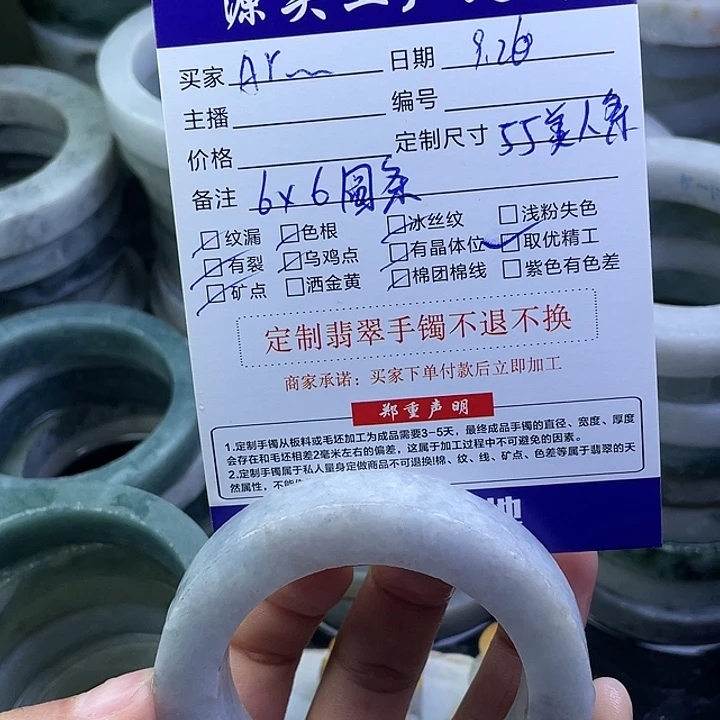 买家 AY 日期 9.26
主播 编号
价格 定制尺寸 55美人条
备注 6x6圆条
纹漏 色根 冰丝纹 浅粉失色
有裂 乌鸡点 有晶体位 取优精工
矿点 洒金黄 棉团棉线 紫色有色差
定制翡翠手镯不退不换
商家承诺：买家下单付款后立即加工
郑重声明
1.定制手镯从板料或毛坯加工为成品需要3-5天，最终成品手镯的直径、宽度、厚度
会存在和毛坯相差2毫米左右的偏差，这属于加工过程中不可避免的因素。
2.定制手镯属于私人量身定做商品不可退换!棉、纹、线、矿点、色差等属于翡翠的天
然属性，不能
地